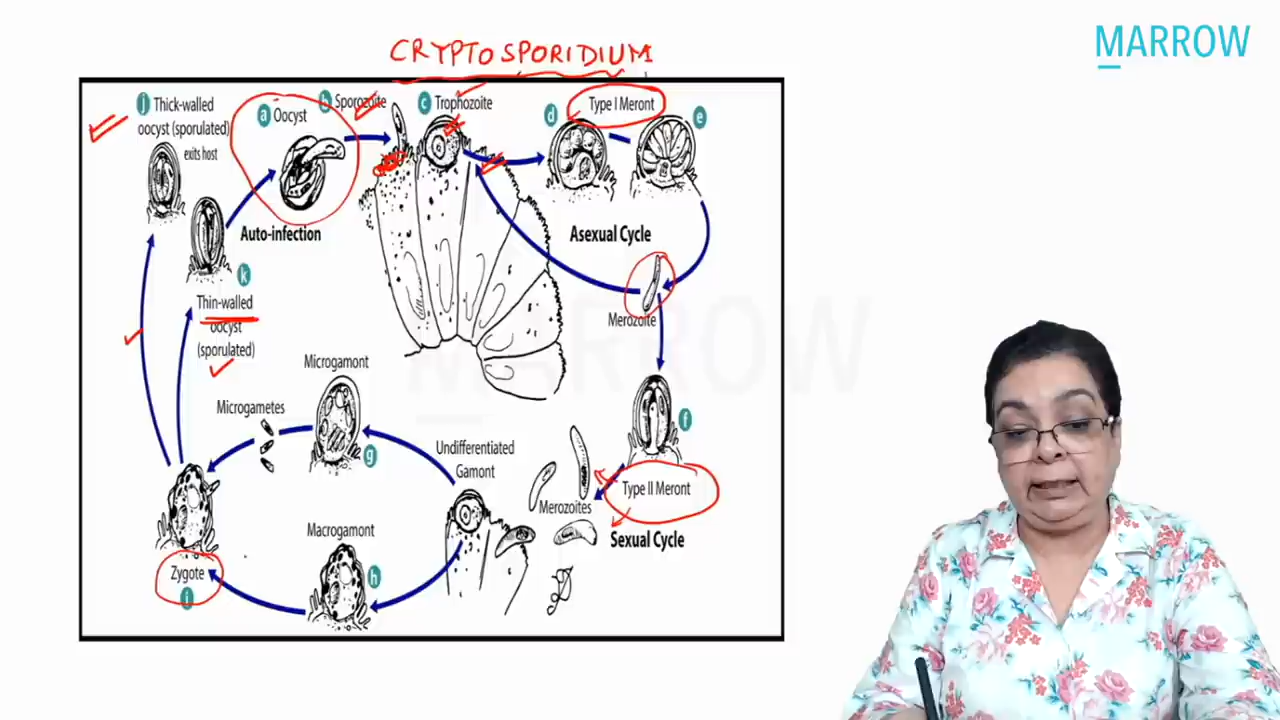 CRYPTOSPORIDIUM
MARROW
j Thick-walled
oocyst (sporulated)
exits host
a Oocyst
b Sporozoite
c Trophozoite
d
Type I Meront
e
Auto-infection
Asexual Cycle
k
Thin-walled
oocyst
(sporulated)
Merozoite
MARROW
Microgamont
Microgametes
g
Undifferentiated
Gamont
f
Type II Meront
Merozoites
Sexual Cycle
Macrogamont
h
Zygote
i